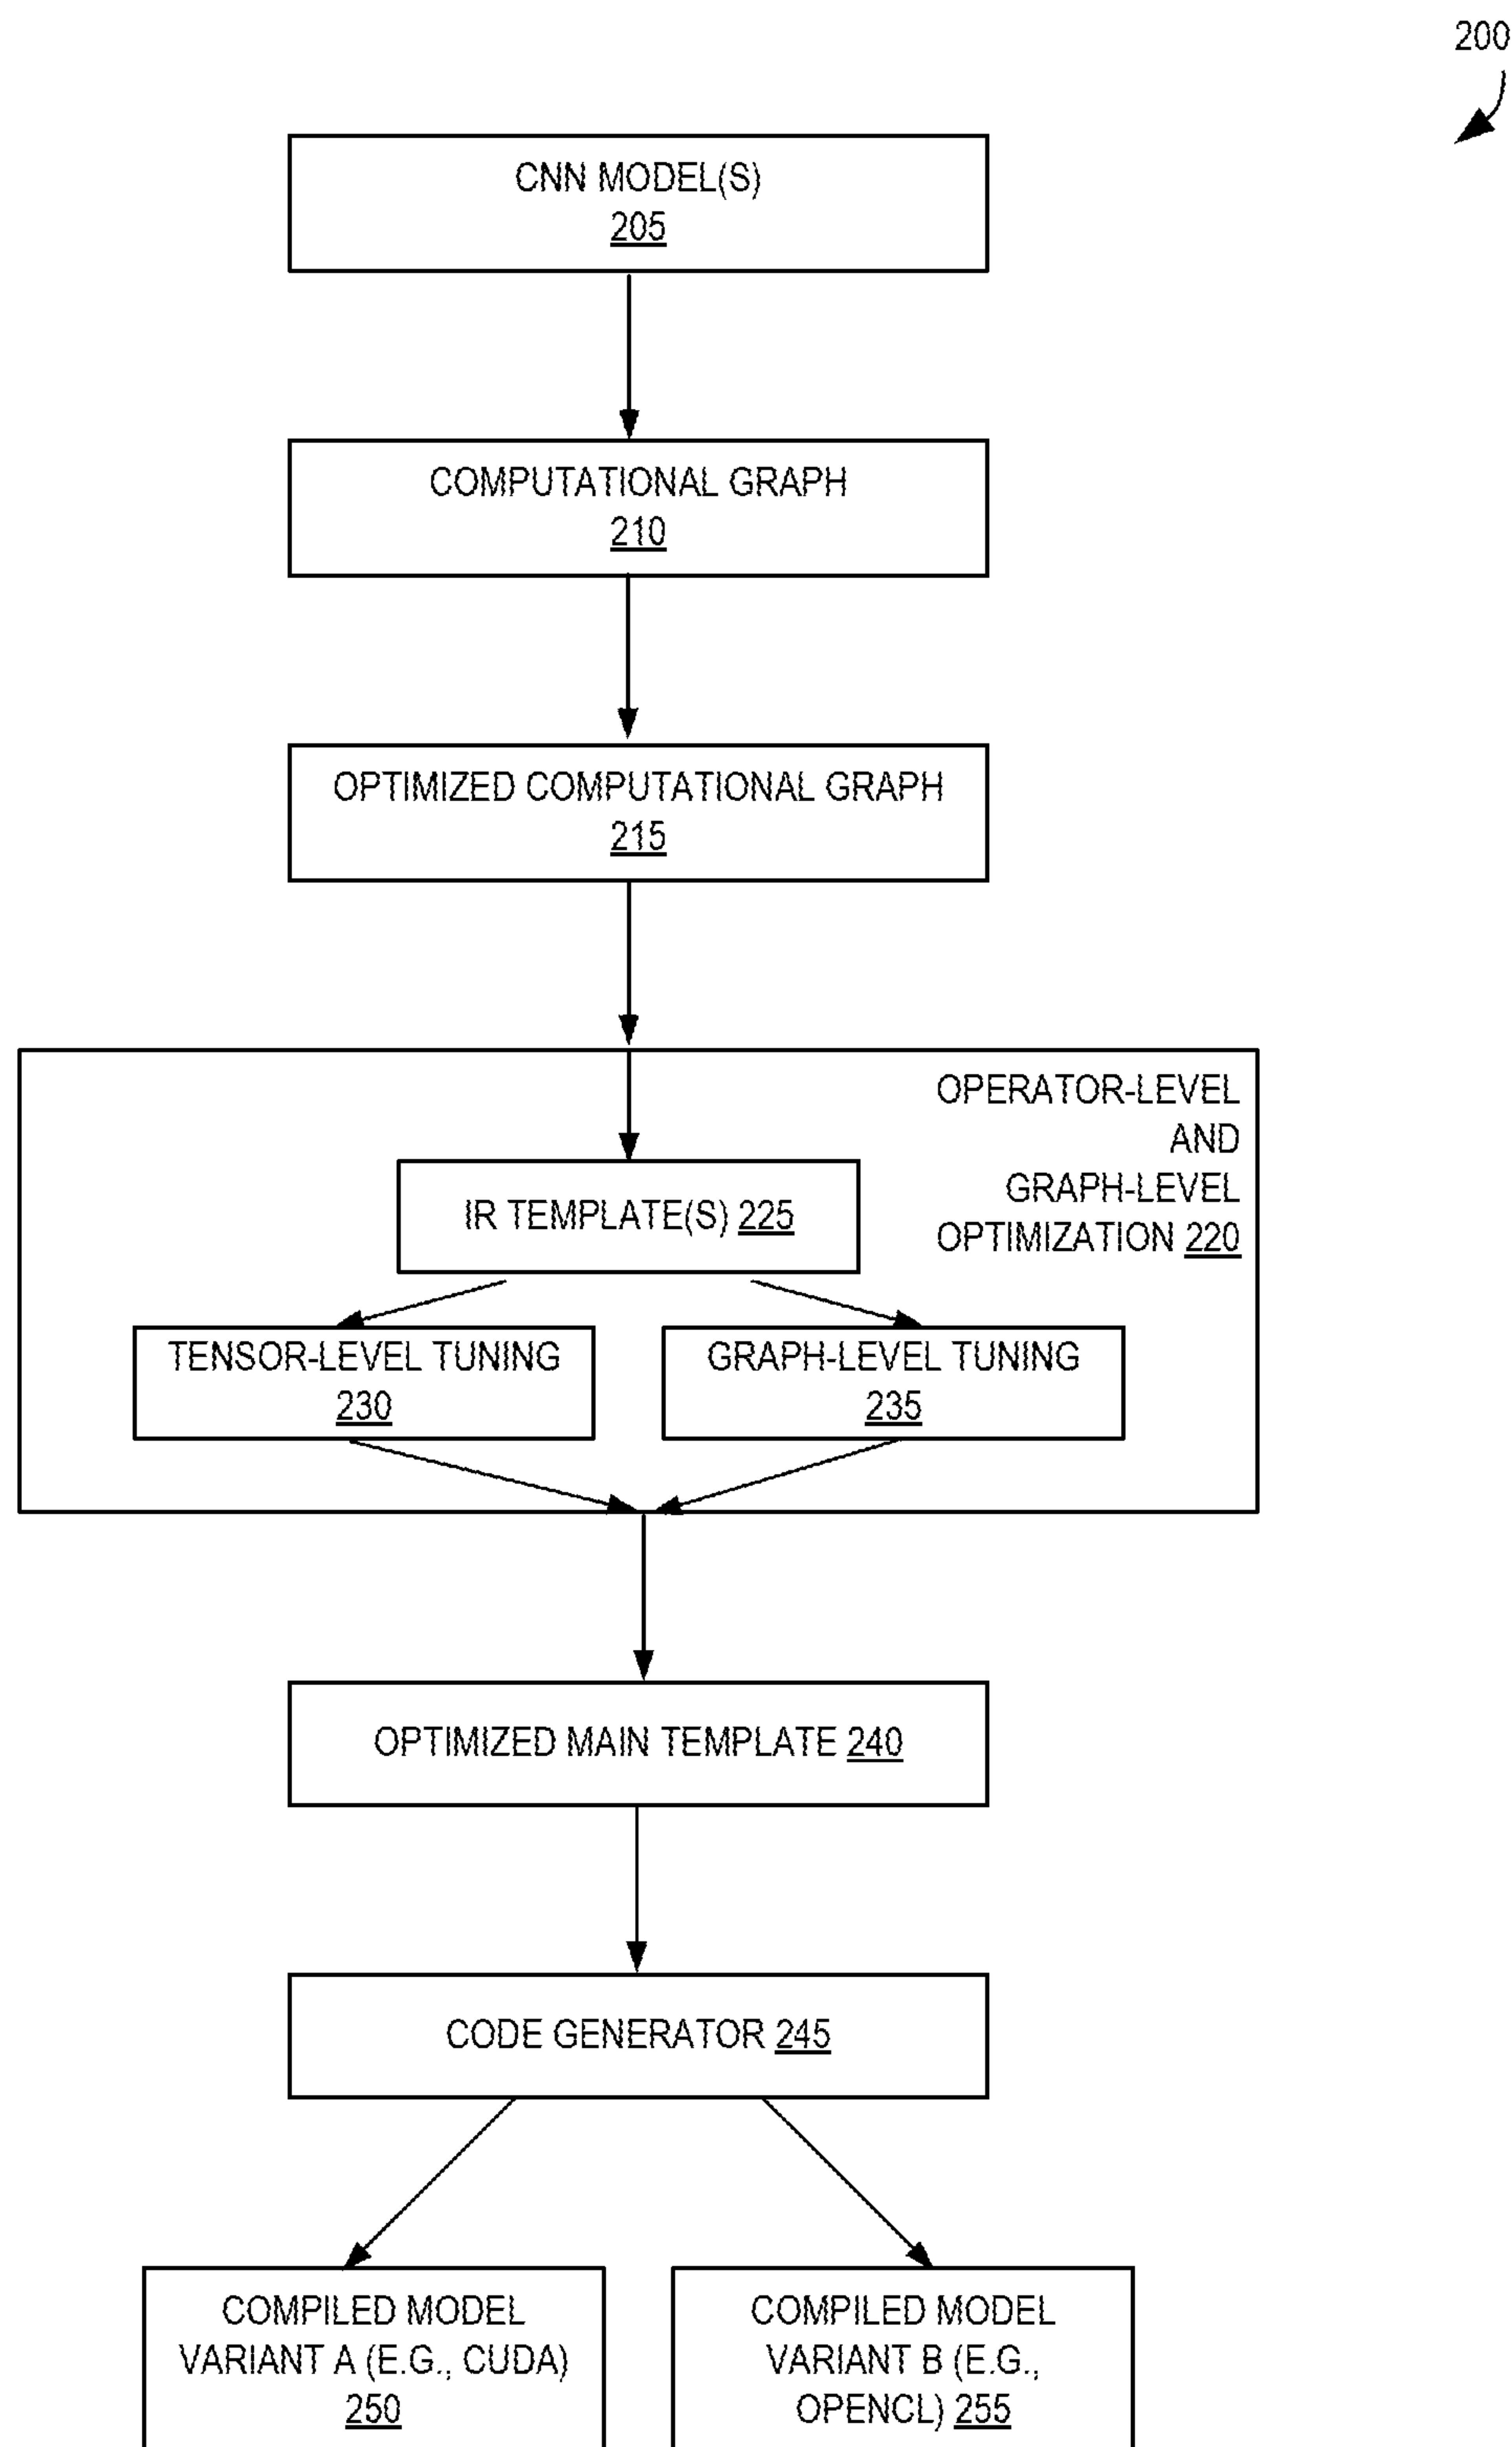 200
CNN MODEL(S)
205
COMPUTATIONAL GRAPH
210
OPTIMIZED COMPUTATIONAL GRAPH
215
OPERATOR-LEVEL
AND
GRAPH-LEVEL
OPTIMIZATION 220
IR TEMPLATE(S) 225
TENSOR-LEVEL TUNING
230
GRAPH-LEVEL TUNING
235
OPTIMIZED MAIN TEMPLATE 240
CODE GENERATOR 245
COMPILED MODEL
VARIANT A (E.G., CUDA)
250
COMPILED MODEL
VARIANT B (E.G.,
OPENCL) 255